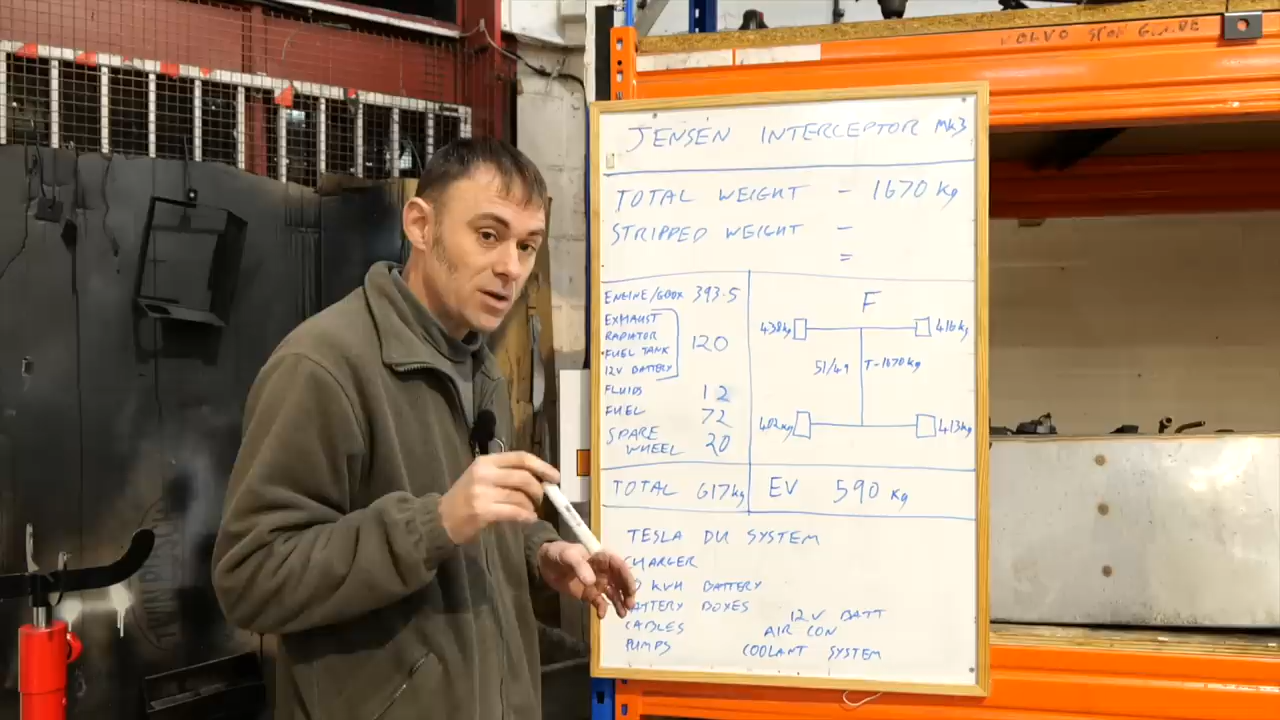 VOLVO STOP GUIDE
JENSEN INTERCEPTOR MK3
TOTAL WEIGHT - 1670 kg
STRIPPED WEIGHT -
=
ENGINE/GBOX 393.5
EXHAUST
RADIATOR
FUEL TANK
12V BATTERY
120
FLUIDS 12
FUEL 72
SPARE
WHEEL 20
TOTAL 617kg
F
438kg 416kg
51/49 T-1670kg
402kg 413kg
EV 590 kg
TESLA DU SYSTEM
CHARGER
KWH BATTERY
BATTERY BOXES
CABLES
PUMPS
12V BATT
AIR CON
COOLANT SYSTEM